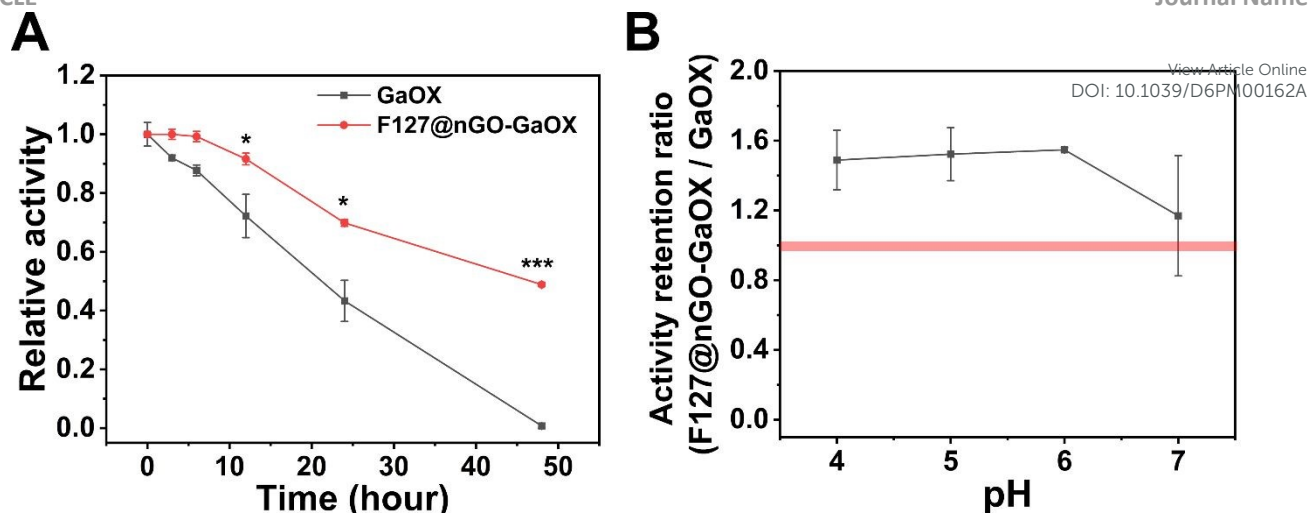 CLE
Journal Name
A
1.2
1.0
0.8
0.6
0.4
0.2
0.0
Relative activity
GaOX
F127@nGO-GaOX
*
*
***
0 10 20 30 40 50
Time (hour)
B
View Article Online
DOI: 10.1039/D6PM00162A
2.0
1.6
1.2
0.8
0.4
0.0
Activity retention ratio
(F127@nGO-GaOX / GaOX)
4 5 6 7
pH